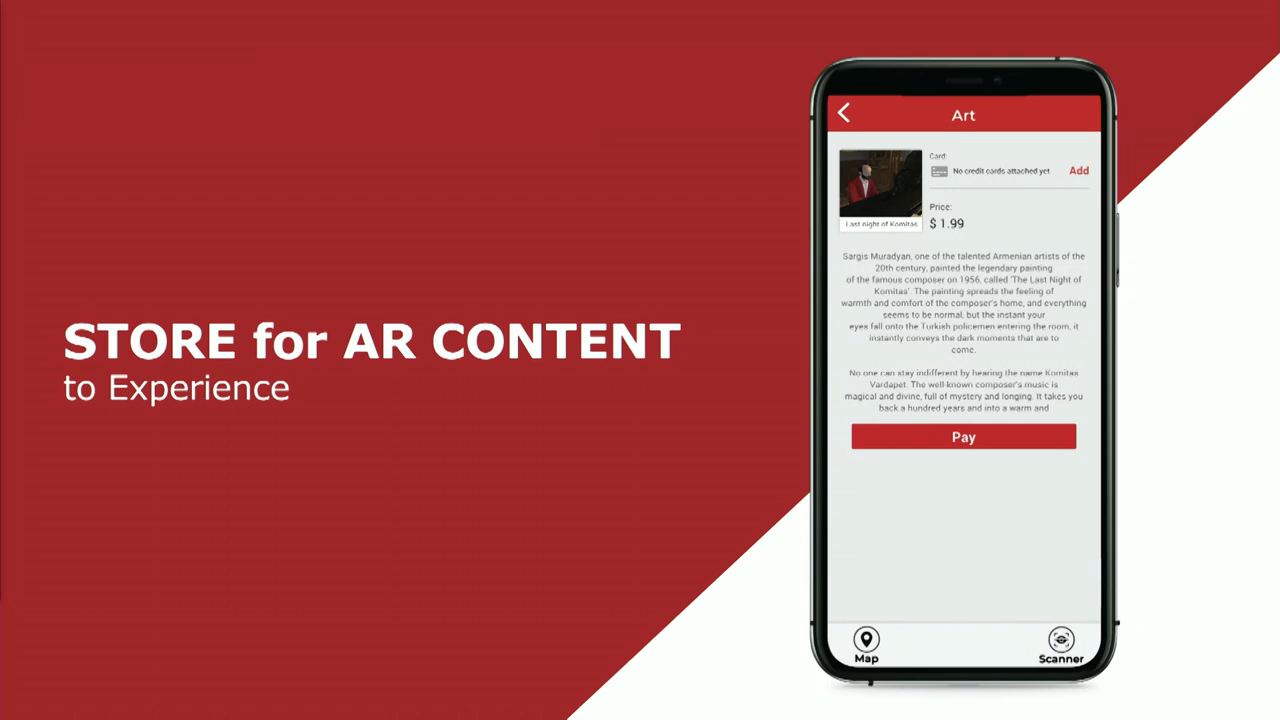 STORE for AR CONTENT
to Experience
Art
Card:
No credit cards attached yet
Add
Last night of Komitas
Price:
$ 1.99
Sargis Muradyan, one of the talented Armenian artists of the
20th century, painted the legendary painting
of the famous composer on 1956, called 'The Last Night of
Komitas'. The painting spreads the feeling of
warmth and comfort of the composer's home, and everything
seems to be normal, but the instant your
eyes fall onto the Turkish policemen entering the room, it
instantly conveys the dark moments that are to
come.
No one can stay indifferent by hearing the name Komitas
Vardapet. The well-known composer's music is
magical and divine, full of mystery and longing. It takes you
back a hundred years and into a warm and
Pay
Map
Scanner